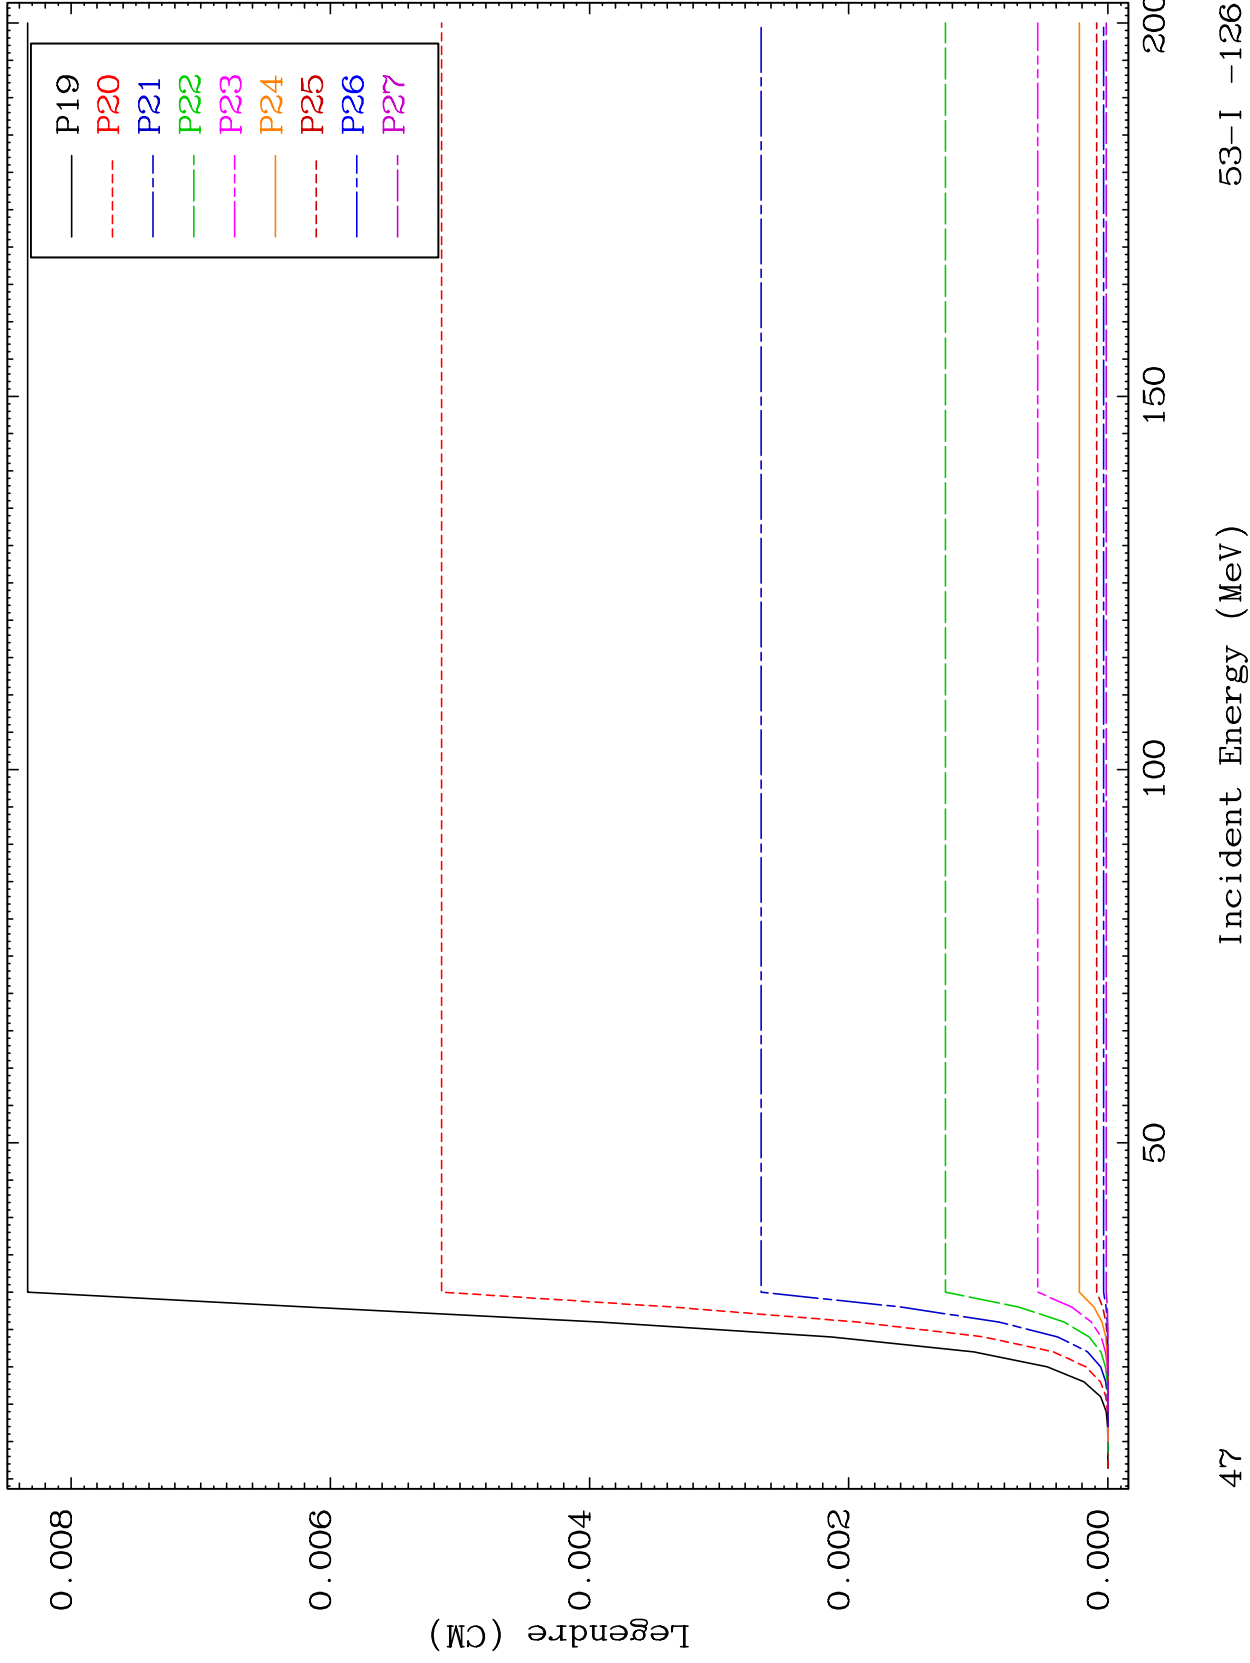 P19
P20
P21
P22
P23
P24
P25
P26
P27
0.008
0.006
0.004
0.002
0.000
Legendre (CM)
50
100
150
200
47
Incident Energy (MeV)
53-I -126